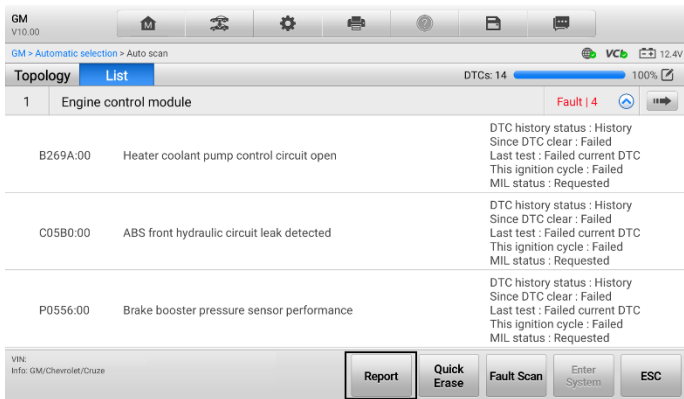 GM
V10.00
M
GM > Automatic selection > Auto scan
VCI 12.4V
Topology List DTCs: 14 100%
1 Engine control module Fault | 4
B269A:00 Heater coolant pump control circuit open
DTC history status : History
Since DTC clear : Failed
Last test : Failed current DTC
This ignition cycle : Failed
MIL status : Requested
C05B0:00 ABS front hydraulic circuit leak detected
DTC history status : History
Since DTC clear : Failed
Last test : Failed current DTC
This ignition cycle : Failed
MIL status : Requested
P0556:00 Brake booster pressure sensor performance
DTC history status : History
Since DTC clear : Failed
Last test : Failed current DTC
This ignition cycle : Failed
MIL status : Requested
VIN:
Info: GM/Chevrolet/Cruze
Report
Quick
Erase
Fault Scan
Enter
System
ESC